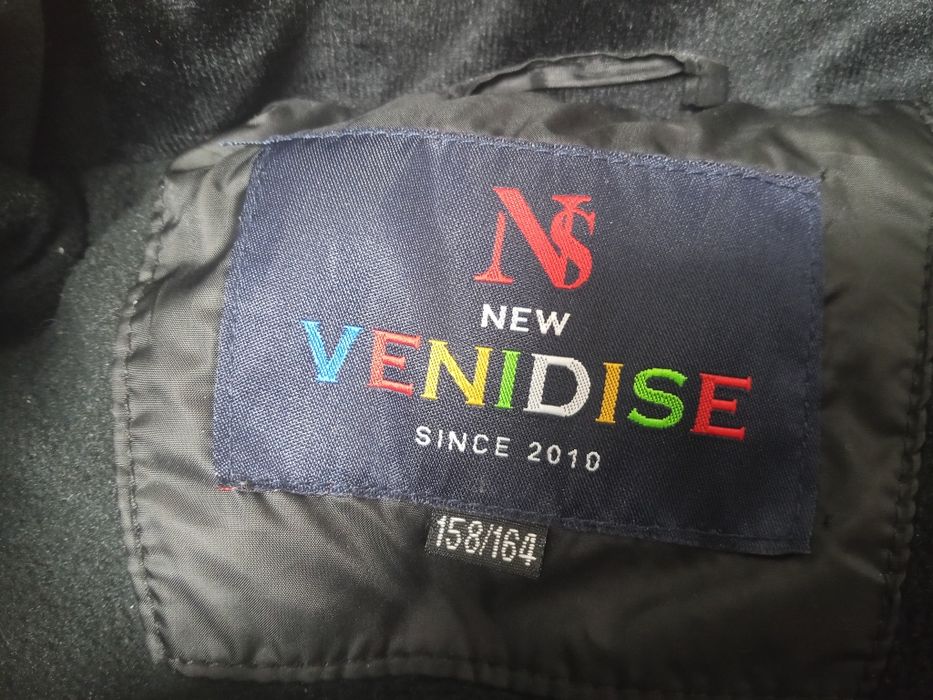 NS
NEW
VENIDISE
SINCE 2010
158/164